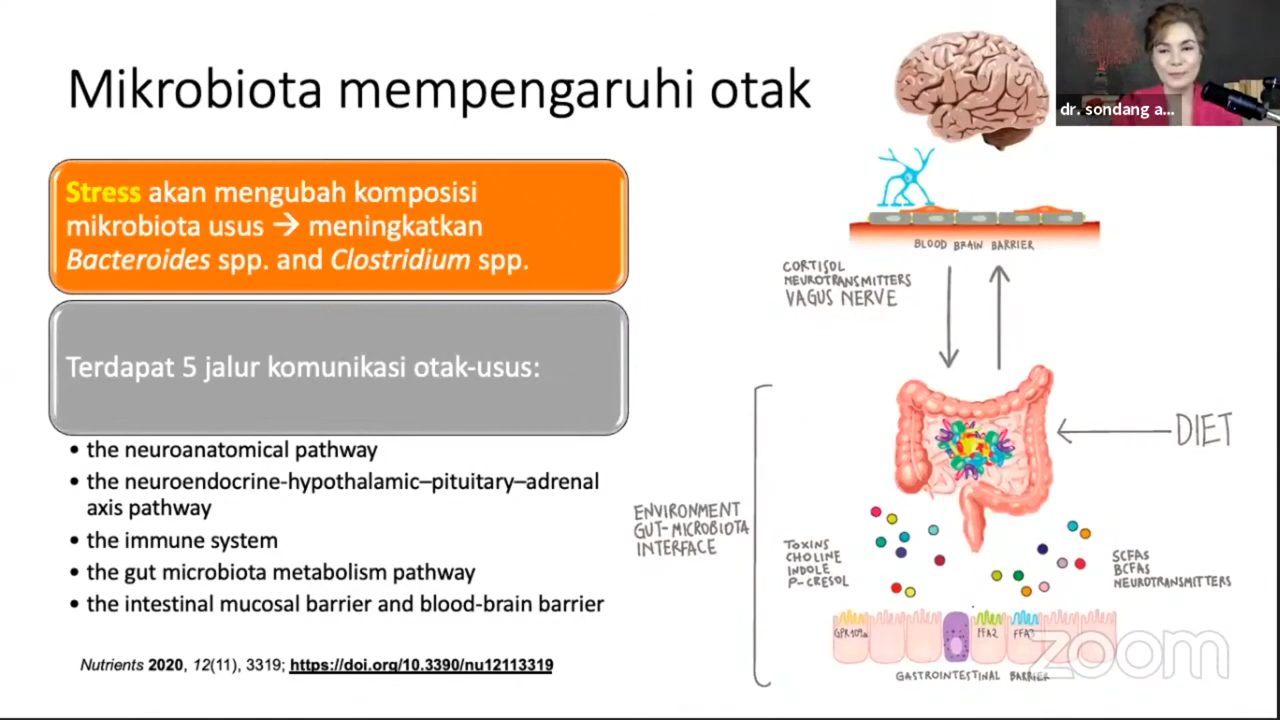 Mikrobiota mempengaruhi otak
dr. sondang a...
Stress akan mengubah komposisi
mikrobiota usus → meningkatkan
Bacteroides spp. and Clostridium spp.
Terdapat 5 jalur komunikasi otak-usus:
• the neuroanatomical pathway
• the neuroendocrine-hypothalamic–pituitary–adrenal
axis pathway
• the immune system
• the gut microbiota metabolism pathway
• the intestinal mucosal barrier and blood-brain barrier
Nutrients 2020, 12(11), 3319; https://doi.org/10.3390/nu12113319
BLOOD BRAIN BARRIER
CORTISOL
NEUROTRANSMITTERS
VAGUS NERVE
DIET
ENVIRONMENT
GUT-MICROBIOTA
INTERFACE
TOXINS
CHOLINE
INDOLE
P-CRESOL
SCFAS
BCFAS
NEUROTRANSMITTERS
GPR109a
FFA2
FFA3
GASTROINTESTINAL BARRIER
zoom